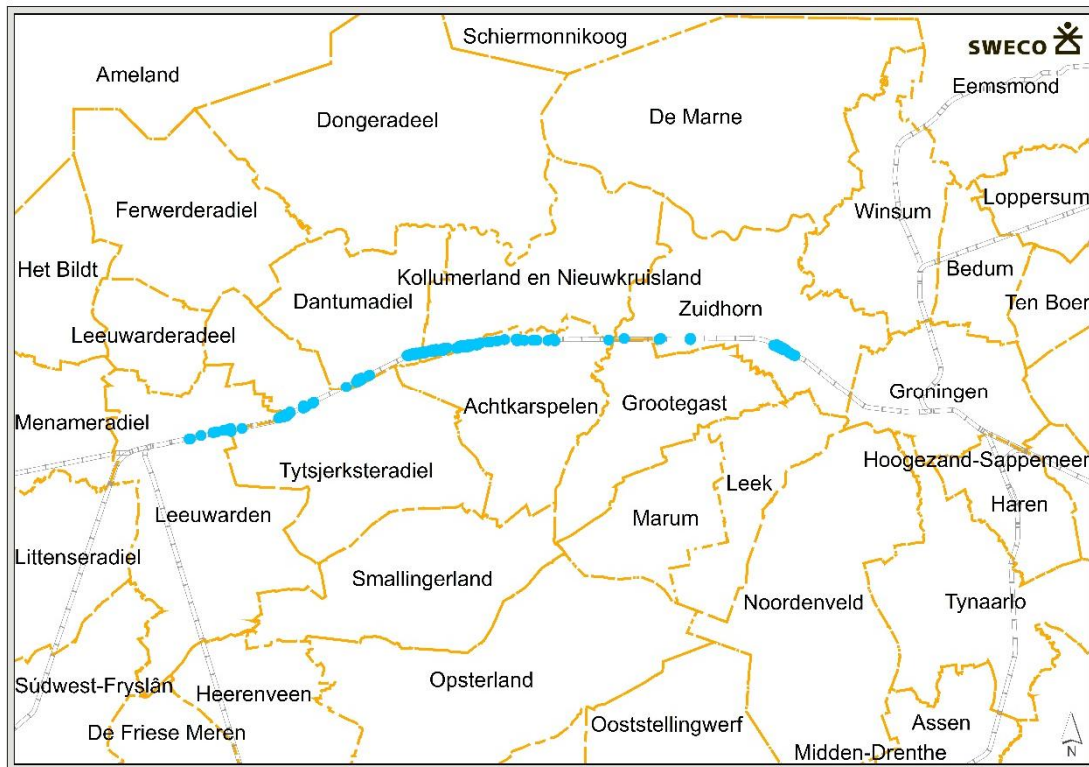 Schiermonnikoog
SWECO
Ameland
Eemsmond
Dongeradeel
De Marne
Loppersum
Ferwerderadiel
Winsum
Het Bildt
Bedum
Kollumerland en Nieuwkruisland
Dantumadiel
Zuidhorn
Ten Boer
Leeuwarderadeel
Groningen
Achtkarspelen
Grootegast
Menameradiel
Hoogezand-Sappemeer
Tytsjerksteradiel
Leek
Haren
Leeuwarden
Marum
Littenseradiel
Smallingerland
Noordenveld
Tynaarlo
Opsterland
Súdwest-Fryslân
Heerenveen
Ooststellingwerf
Assen
De Friese Meren
Midden-Drenthe
N